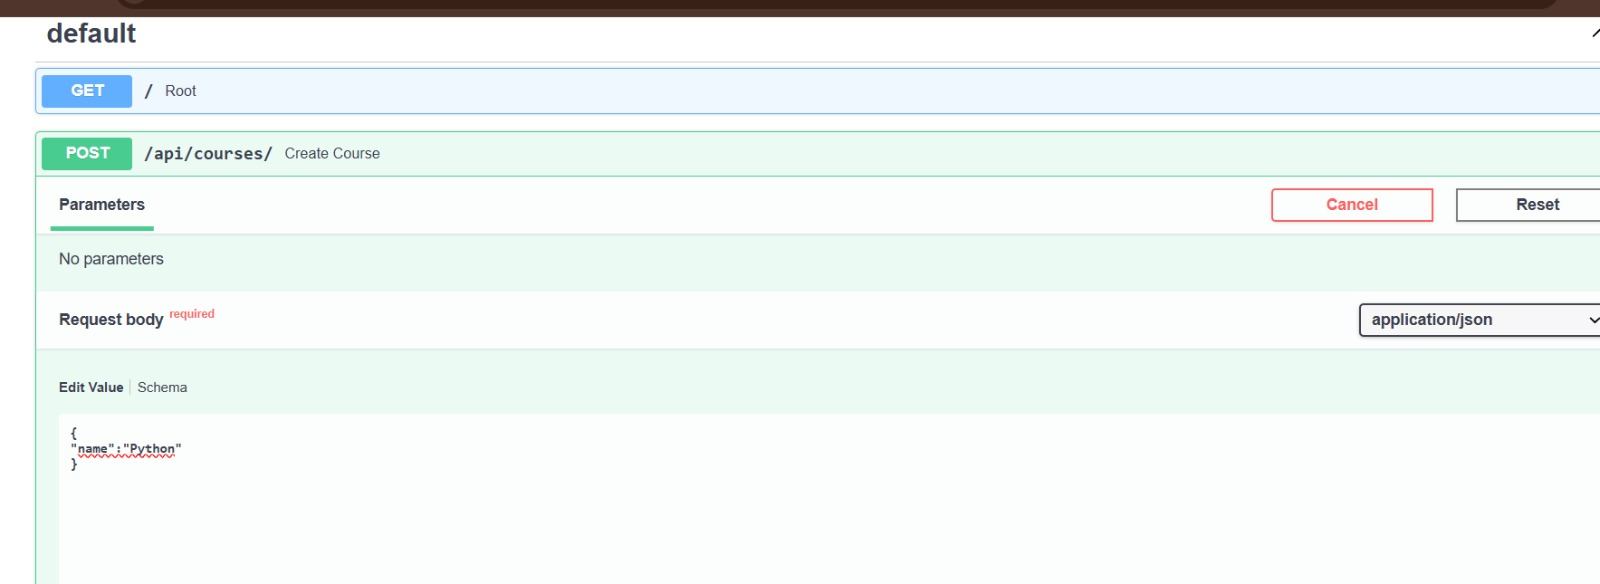 default
GET / Root
POST /api/courses/ Create Course
Parameters Cancel Reset
No parameters
Request body required application/json
Edit Value Schema
{
"name":"Python"
}